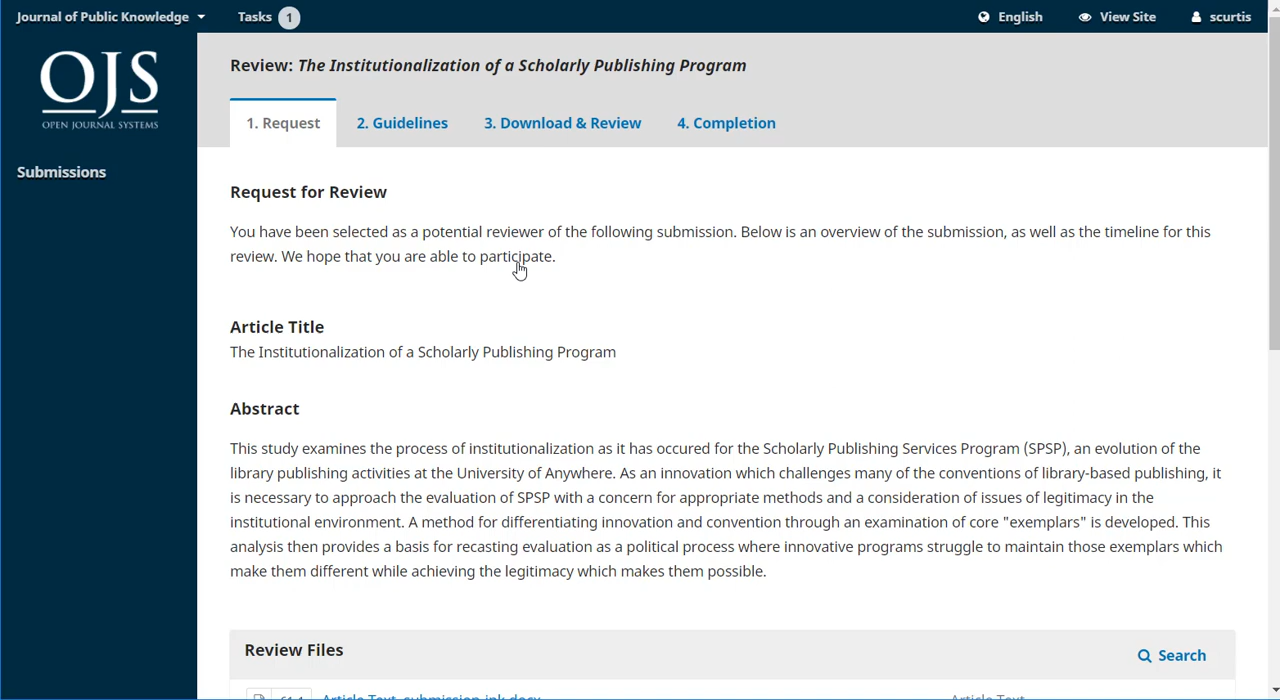 Journal of Public Knowledge Tasks 1 English View Site scurtis
OJS
OPEN JOURNAL SYSTEMS
Submissions
Review: The Institutionalization of a Scholarly Publishing Program
1. Request 2. Guidelines 3. Download & Review 4. Completion
Request for Review
You have been selected as a potential reviewer of the following submission. Below is an overview of the submission, as well as the timeline for this
review. We hope that you are able to participate.
Article Title
The Institutionalization of a Scholarly Publishing Program
Abstract
This study examines the process of institutionalization as it has occured for the Scholarly Publishing Services Program (SPSP), an evolution of the
library publishing activities at the University of Anywhere. As an innovation which challenges many of the conventions of library-based publishing, it
is necessary to approach the evaluation of SPSP with a concern for appropriate methods and a consideration of issues of legitimacy in the
institutional environment. A method for differentiating innovation and convention through an examination of core "exemplars" is developed. This
analysis then provides a basis for recasting evaluation as a political process where innovative programs struggle to maintain those exemplars which
make them different while achieving the legitimacy which makes them possible.
Review Files Search
Article Text, submission-ink.docx Article Text